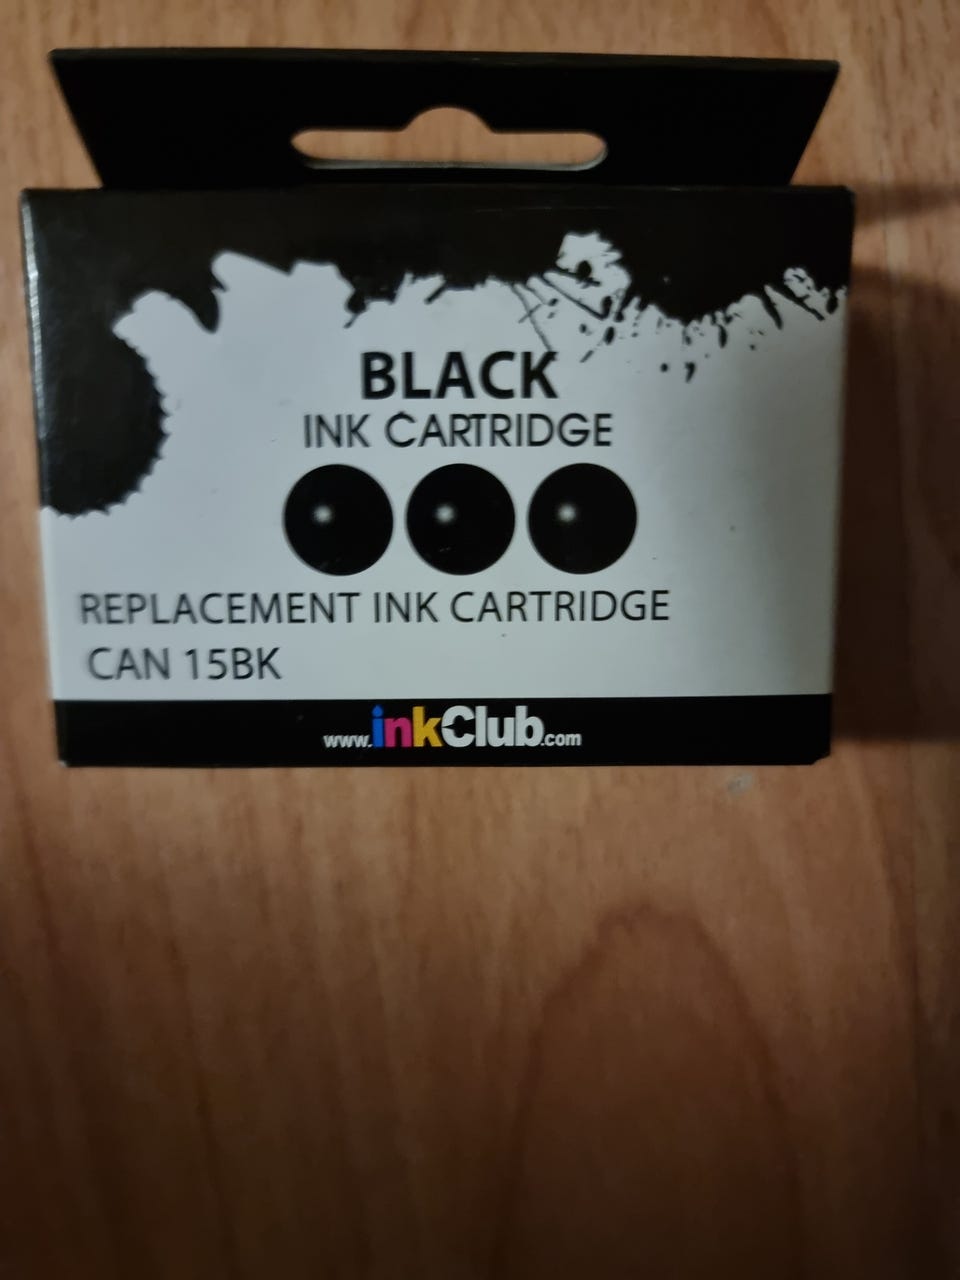 BLACK
INK CARTRIDGE
REPLACEMENT INK CARTRIDGE
CAN 15BK
www.inkClub.com